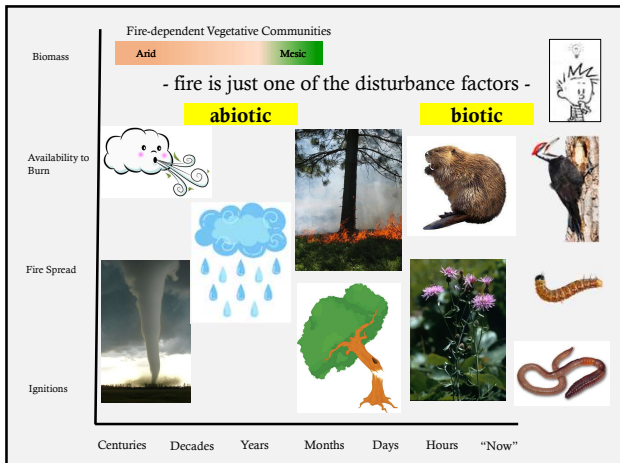 Fire-dependent Vegetative Communities
Biomass
Arid Mesic
- fire is just one of the disturbance factors -
abiotic biotic
Availability to
Burn
Fire Spread
Ignitions
Centuries Decades Years Months Days Hours “Now”